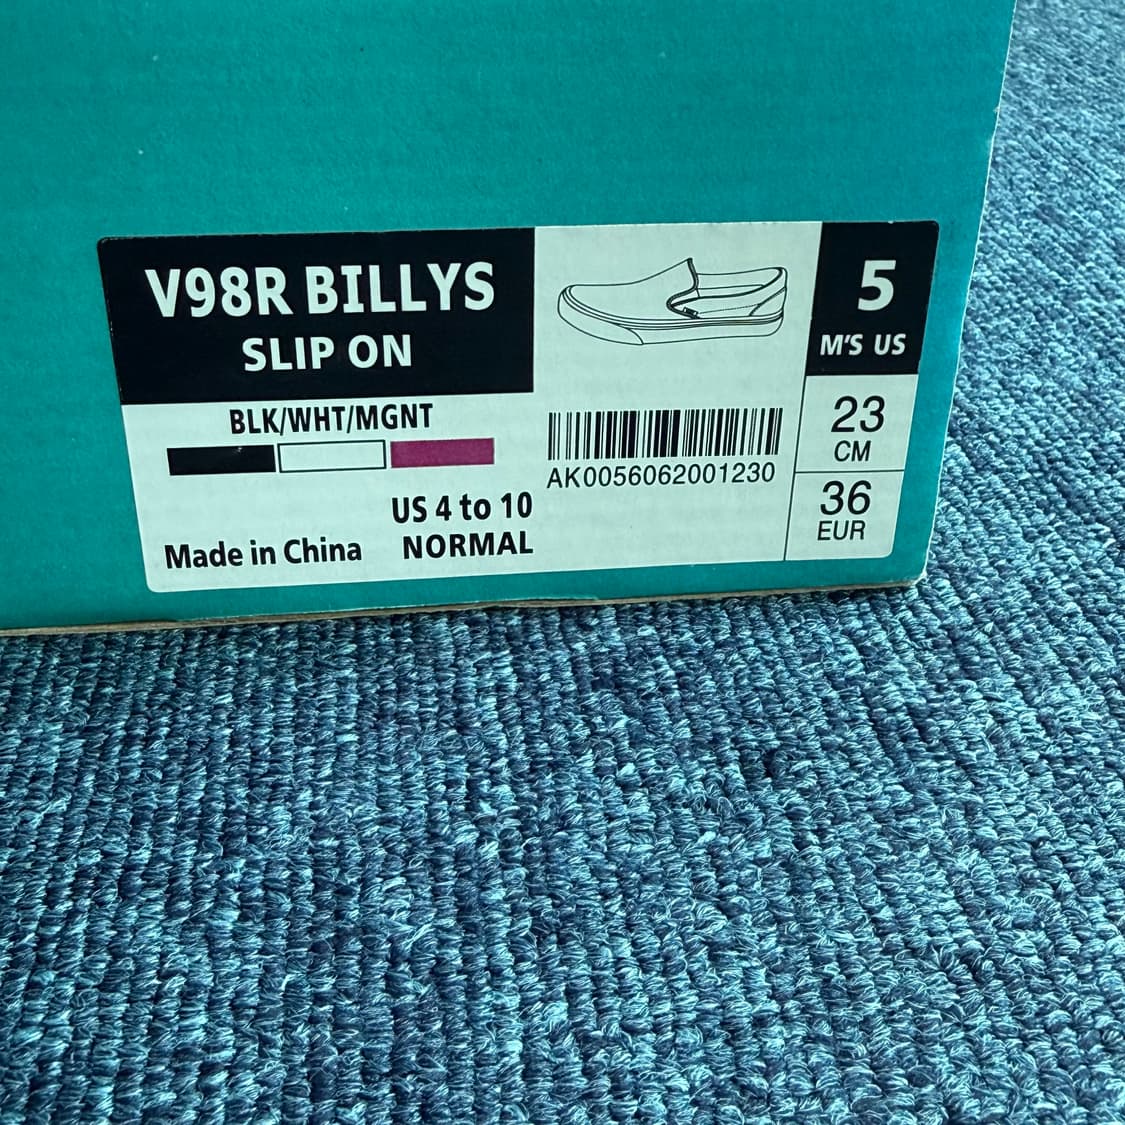 V98R BILLYS
SLIP ON
BLK/WHT/MGNT
US 4 to 10
Made in China NORMAL
AK0056062001230
5
M'S US
23
CM
36
EUR